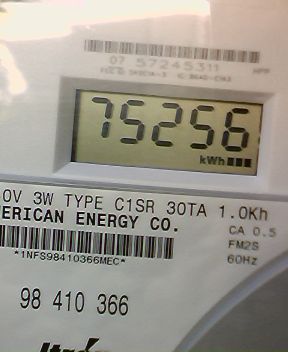 07 57245311
75256
kWh
0V 3W TYPE C1SR 30TA 1.0Kh
ERICAN ENERGY CO.
CA 0.5
FM2S
60Hz
*1NFS98410366MEC*
98 410 366
Itron